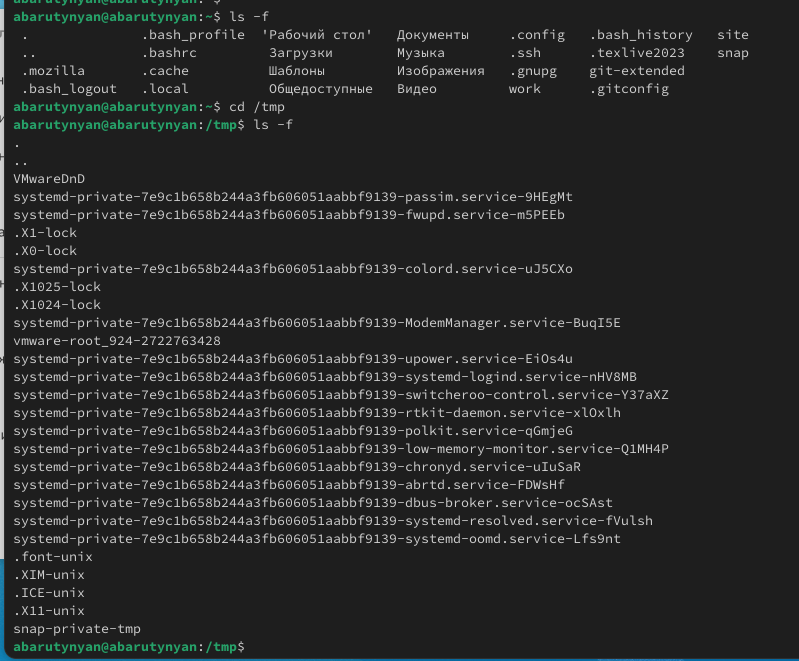 abarutynyan@abarutynyan:~$ ls -f
. .bash_profile 'Рабочий стол' Документы .config .bash_history site
.. .bashrc Загрузки Музыка .ssh .texlive2023 snap
.mozilla .cache Шаблоны Изображения .gnupg git-extended
.bash_logout .local Общедоступные Видео work .gitconfig
abarutynyan@abarutynyan:~$ cd /tmp
abarutynyan@abarutynyan:/tmp$ ls -f
.
..
VMwareDnD
systemd-private-7e9c1b658b244a3fb606051aabbf9139-passim.service-9HEgMt
systemd-private-7e9c1b658b244a3fb606051aabbf9139-fwupd.service-m5PEEb
.X1-lock
.X0-lock
systemd-private-7e9c1b658b244a3fb606051aabbf9139-colord.service-uJ5CXo
.X1025-lock
.X1024-lock
systemd-private-7e9c1b658b244a3fb606051aabbf9139-ModemManager.service-BuqI5E
vmware-root_924-2722763428
systemd-private-7e9c1b658b244a3fb606051aabbf9139-upower.service-EiOs4u
systemd-private-7e9c1b658b244a3fb606051aabbf9139-systemd-logind.service-nHV8MB
systemd-private-7e9c1b658b244a3fb606051aabbf9139-switcheroo-control.service-Y37aXZ
systemd-private-7e9c1b658b244a3fb606051aabbf9139-rtkit-daemon.service-xlOxlh
systemd-private-7e9c1b658b244a3fb606051aabbf9139-polkit.service-qGmjeG
systemd-private-7e9c1b658b244a3fb606051aabbf9139-low-memory-monitor.service-Q1MH4P
systemd-private-7e9c1b658b244a3fb606051aabbf9139-chronyd.service-uIuSaR
systemd-private-7e9c1b658b244a3fb606051aabbf9139-abrtd.service-FDWsHf
systemd-private-7e9c1b658b244a3fb606051aabbf9139-dbus-broker.service-ocSAst
systemd-private-7e9c1b658b244a3fb606051aabbf9139-systemd-resolved.service-fVulsh
systemd-private-7e9c1b658b244a3fb606051aabbf9139-systemd-oomd.service-Lfs9nt
.font-unix
.XIM-unix
.ICE-unix
.X11-unix
snap-private-tmp
abarutynyan@abarutynyan:/tmp$